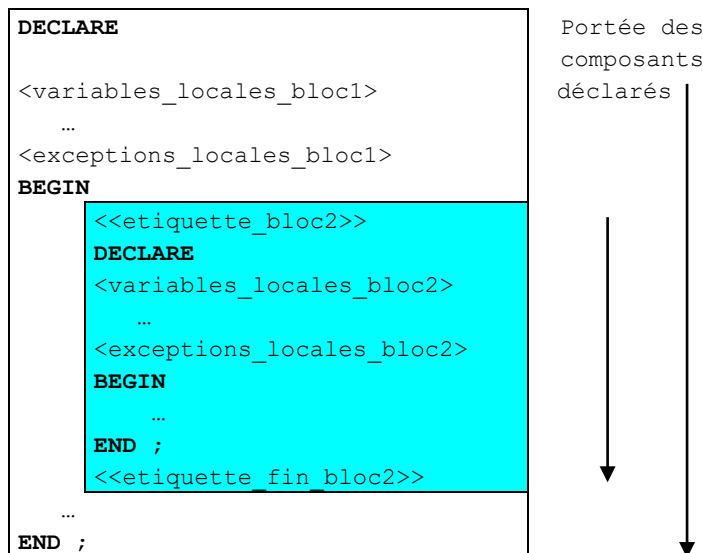 DECLARE
Portée des
composants
<variables_locales_bloc1>
déclarés
…
<exceptions_locales_bloc1>
BEGIN
<<etiquette_bloc2>>
DECLARE
<variables_locales_bloc2>
…
<exceptions_locales_bloc2>
BEGIN
…
END ;
<<etiquette_fin_bloc2>>
…
END ;